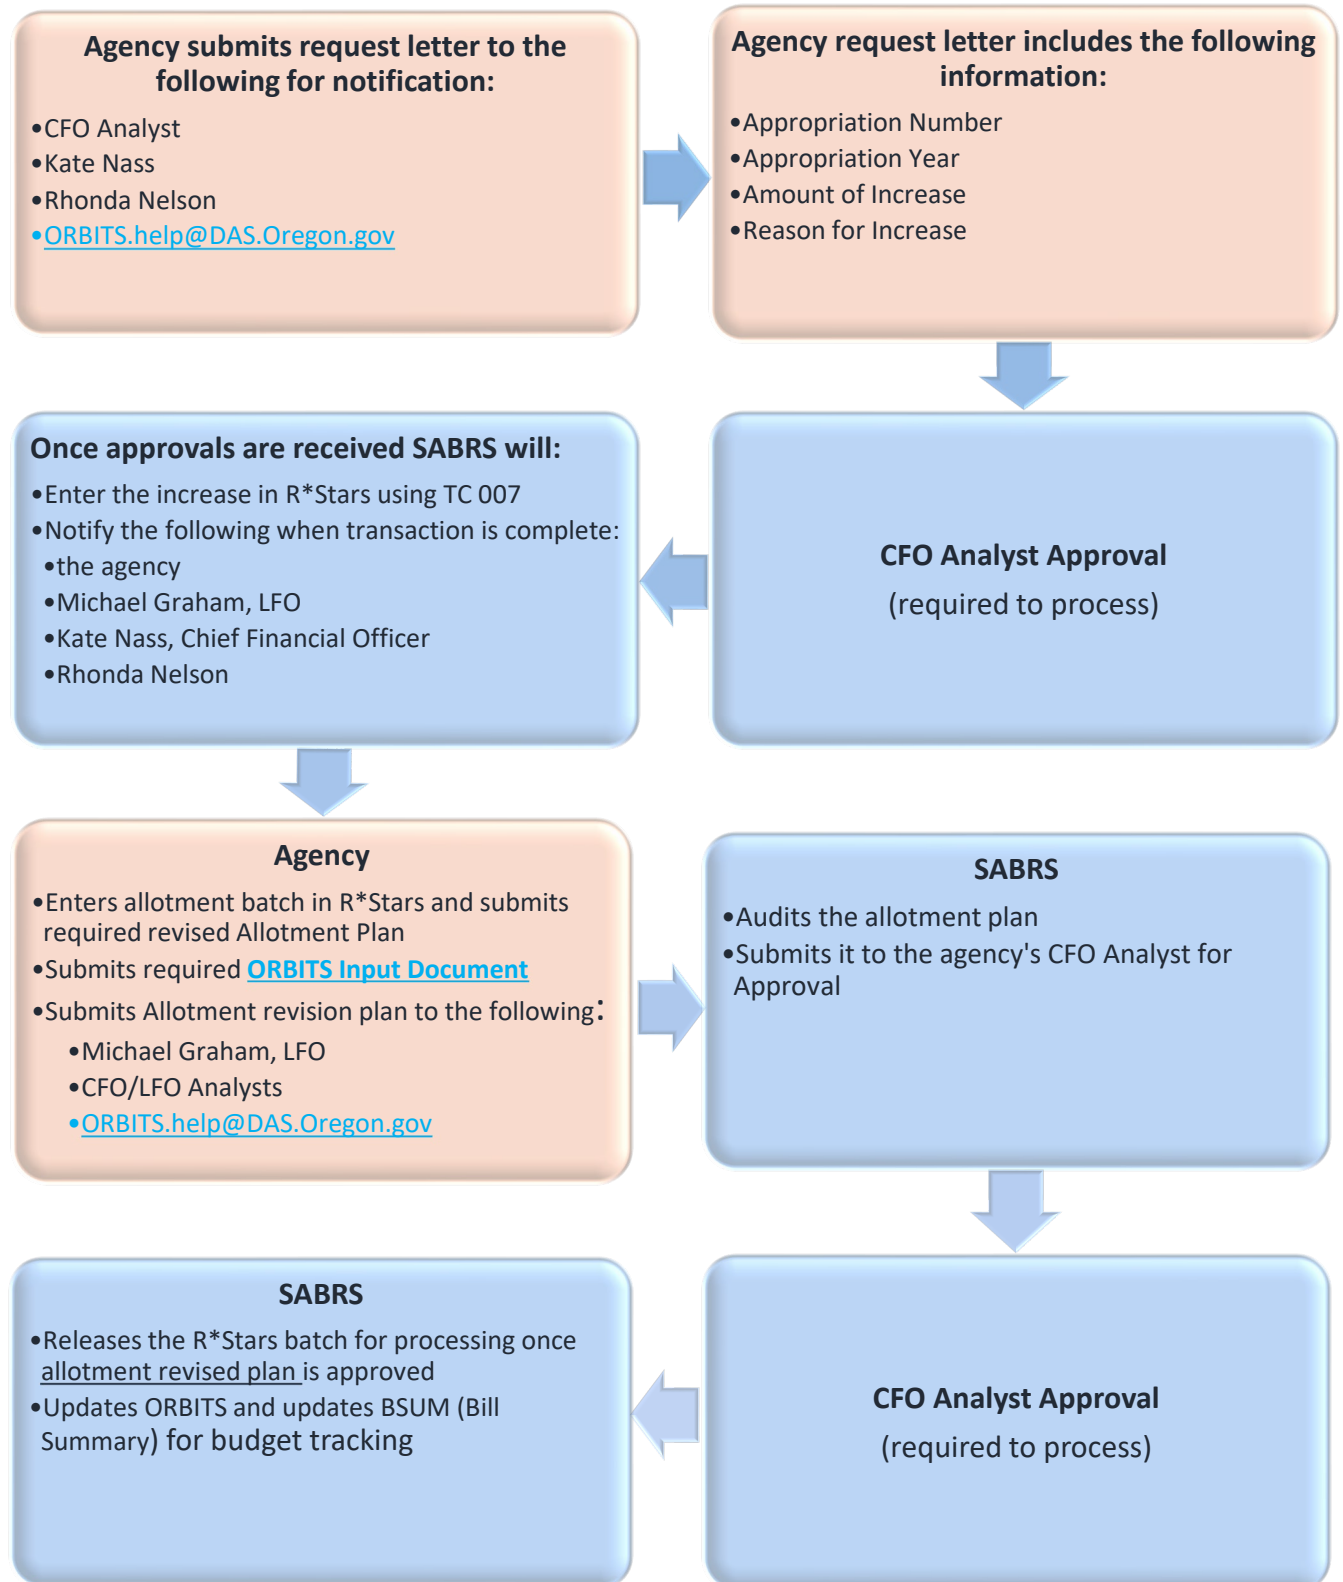 Agency submits request letter to the
following for notification:
•CFO Analyst
•Kate Nass
•Rhonda Nelson
•ORBITS.help@DAS.Oregon.gov
Agency request letter includes the following
information:
•Appropriation Number
•Appropriation Year
•Amount of Increase
•Reason for Increase
CFO Analyst Approval
(required to process)
Once approvals are received SABRS will:
•Enter the increase in R*Stars using TC 007
•Notify the following when transaction is complete:
•the agency
•Michael Graham, LFO
•Kate Nass, Chief Financial Officer
•Rhonda Nelson
Agency
•Enters allotment batch in R*Stars and submits
required revised Allotment Plan
•Submits required ORBITS Input Document
•Submits Allotment revision plan to the following:
•Michael Graham, LFO
•CFO/LFO Analysts
•ORBITS.help@DAS.Oregon.gov
SABRS
•Audits the allotment plan
•Submits it to the agency's CFO Analyst for
Approval
CFO Analyst Approval
(required to process)
SABRS
•Releases the R*Stars batch for processing once
allotment revised plan is approved
•Updates ORBITS and updates BSUM (Bill
Summary) for budget tracking